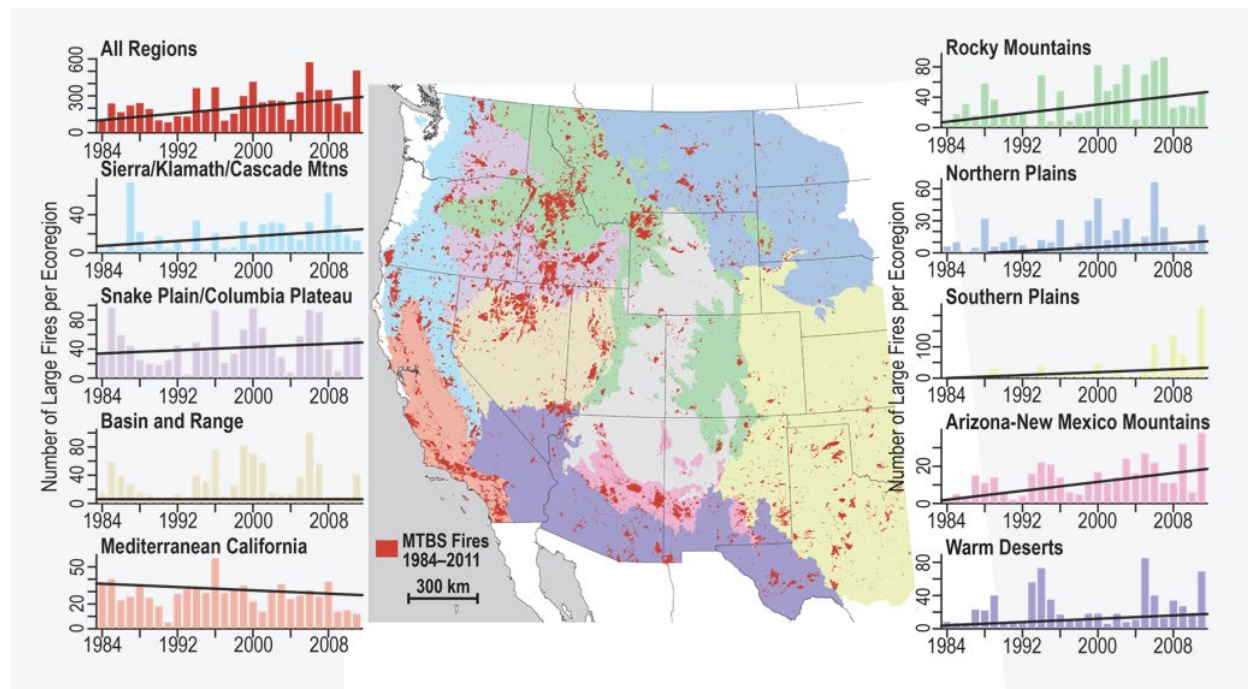 Number of Large Fires per Ecoregion
All Regions
600
300
0
1984 1992 2000 2008
Sierra/Klamath/Cascade Mtns
40
0
1984 1992 2000 2008
Snake Plain/Columbia Plateau
80
40
0
1984 1992 2000 2008
Basin and Range
80
40
0
1984 1992 2000 2008
Mediterranean California
50
20
0
1984 1992 2000 2008
MTBS Fires
1984–2011
300 km
Number of Large Fires per Ecoregion
Rocky Mountains
80
40
0
1984 1992 2000 2008
Northern Plains
60
30
0
1984 1992 2000 2008
Southern Plains
100
0
1984 1992 2000 2008
Arizona-New Mexico Mountains
20
0
1984 1992 2000 2008
Warm Deserts
80
40
0
1984 1992 2000 2008